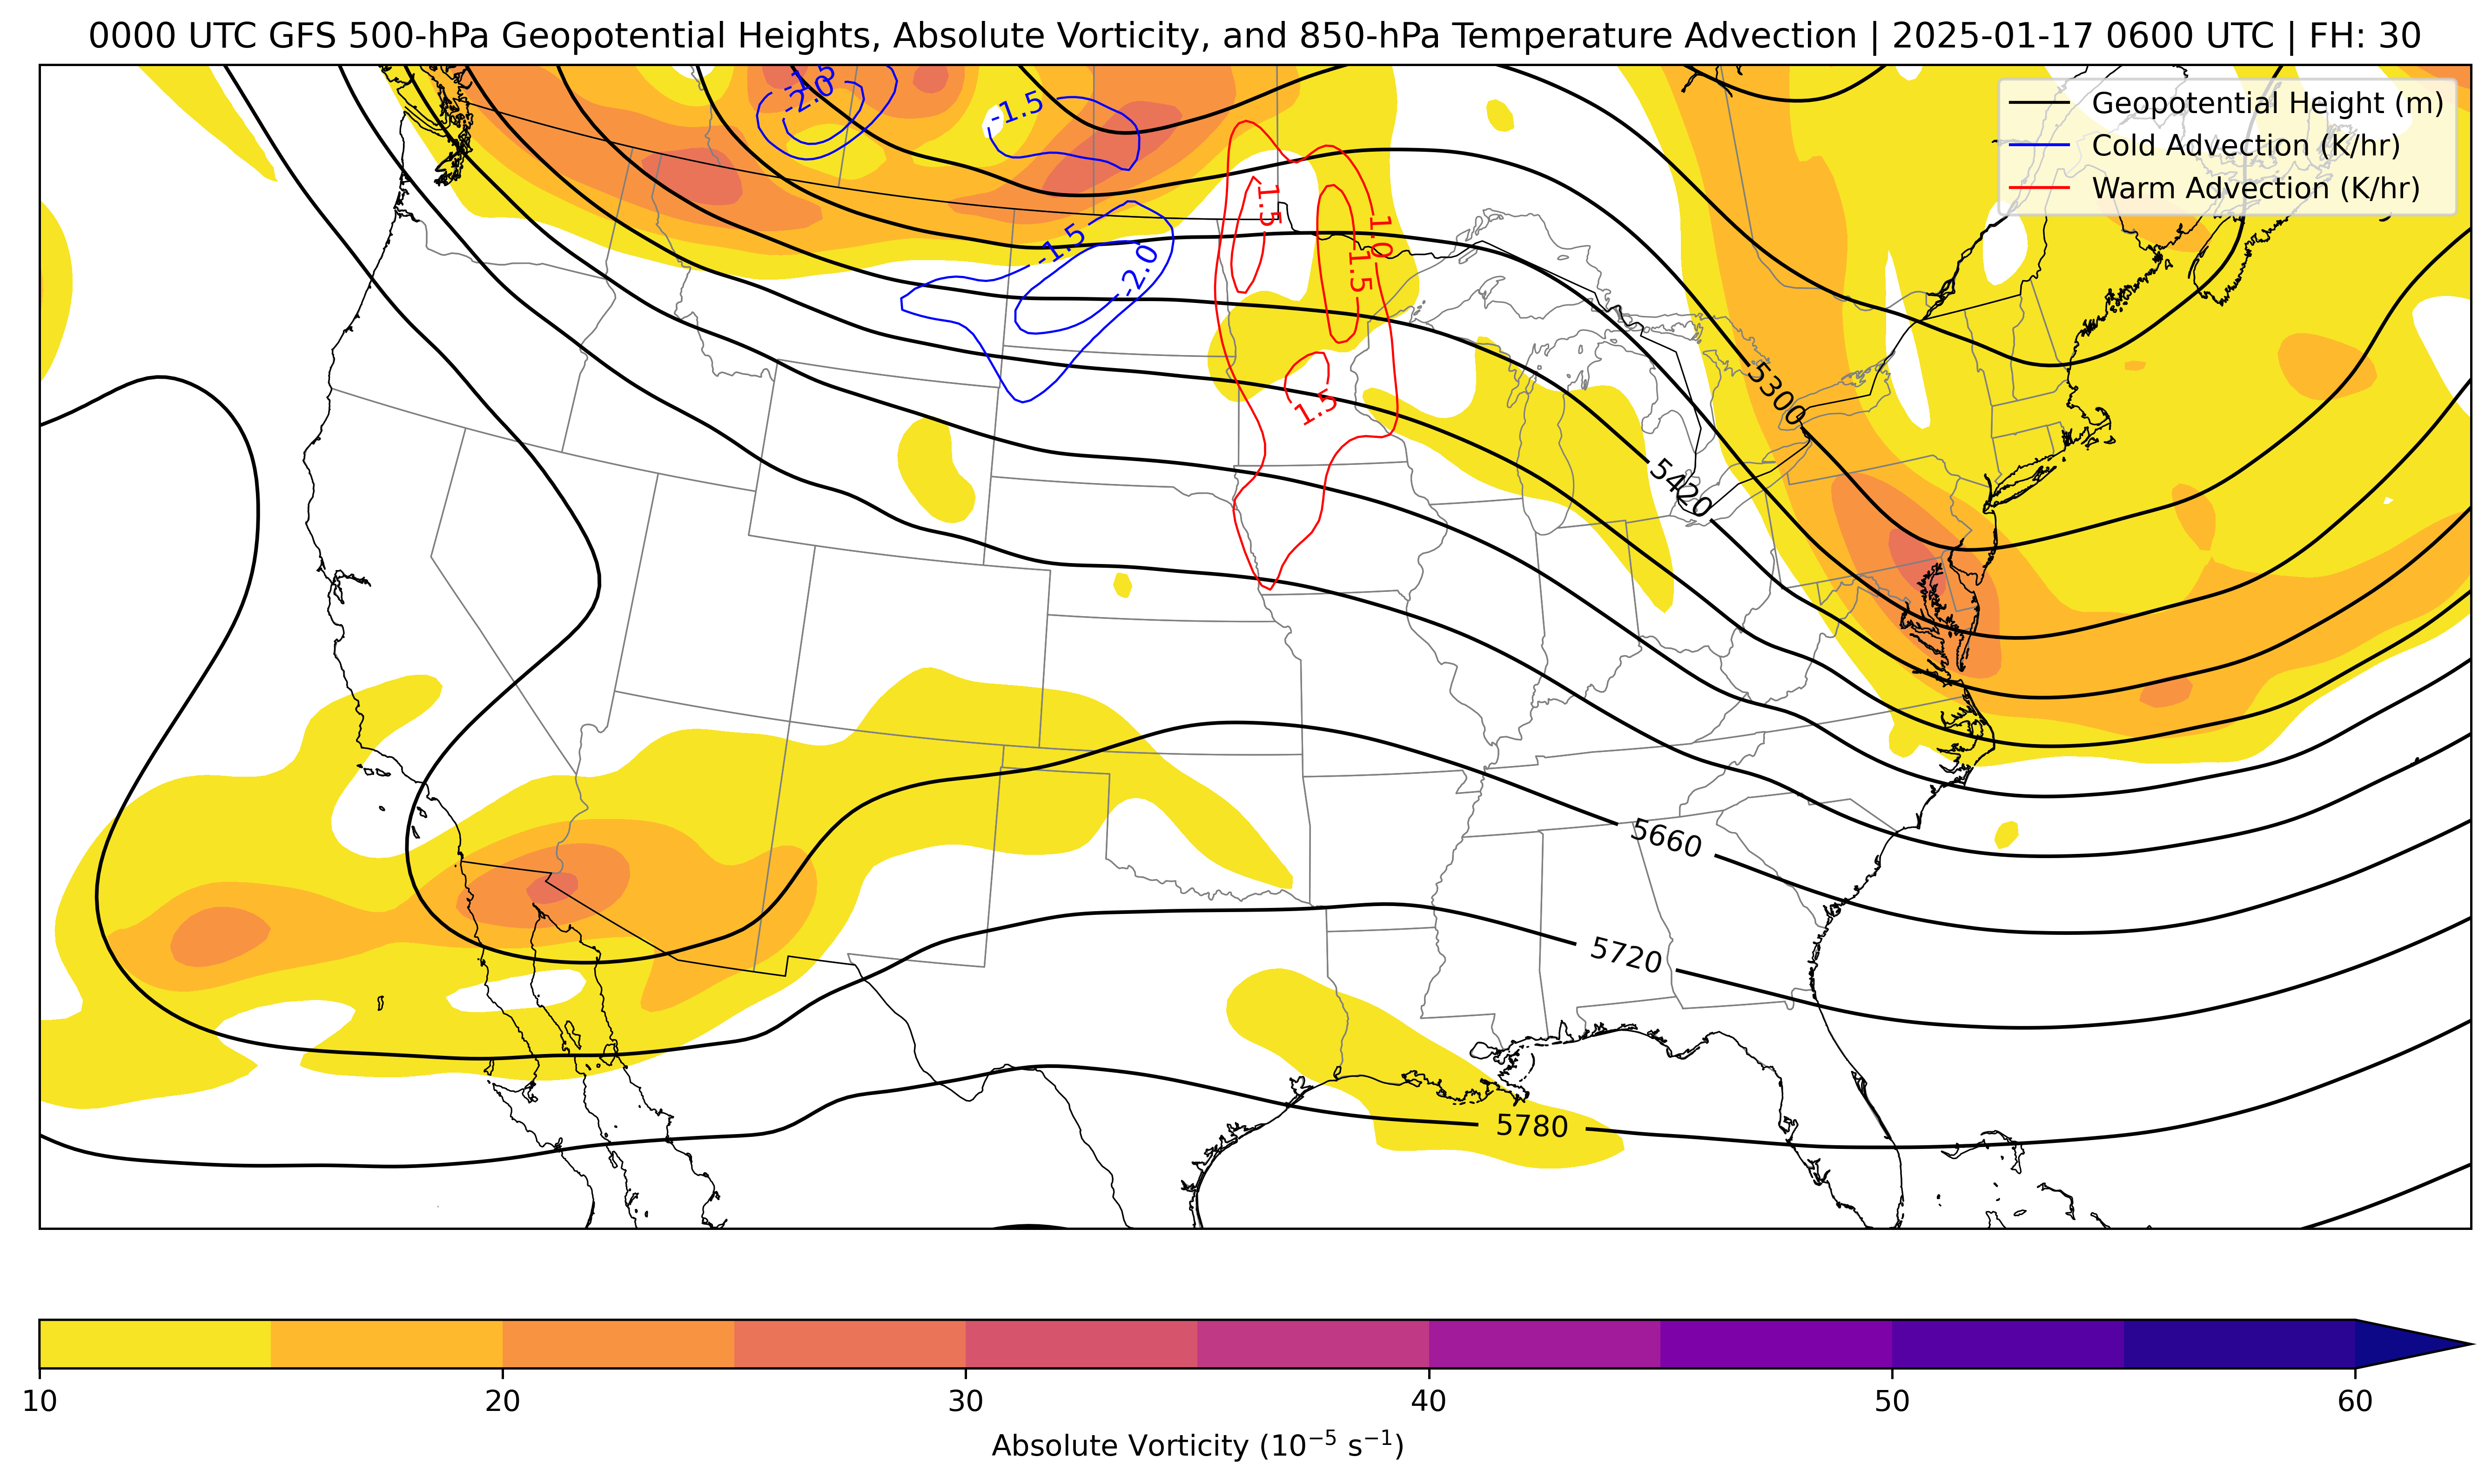 0000 UTC GFS 500-hPa Geopotential Heights, Absolute Vorticity, and 850-hPa Temperature Advection | 2025-01-17 0600 UTC | FH: 30
Geopotential Height (m)
Cold Advection (K/hr)
Warm Advection (K/hr)
-1.5
-2.0
-1.5
1.5
1.0
-1.5
-2.0
1.5
1.5
5300
5420
5660
5720
5780
10 20 30 40 50 60
Absolute Vorticity (10⁻⁵ s⁻¹)